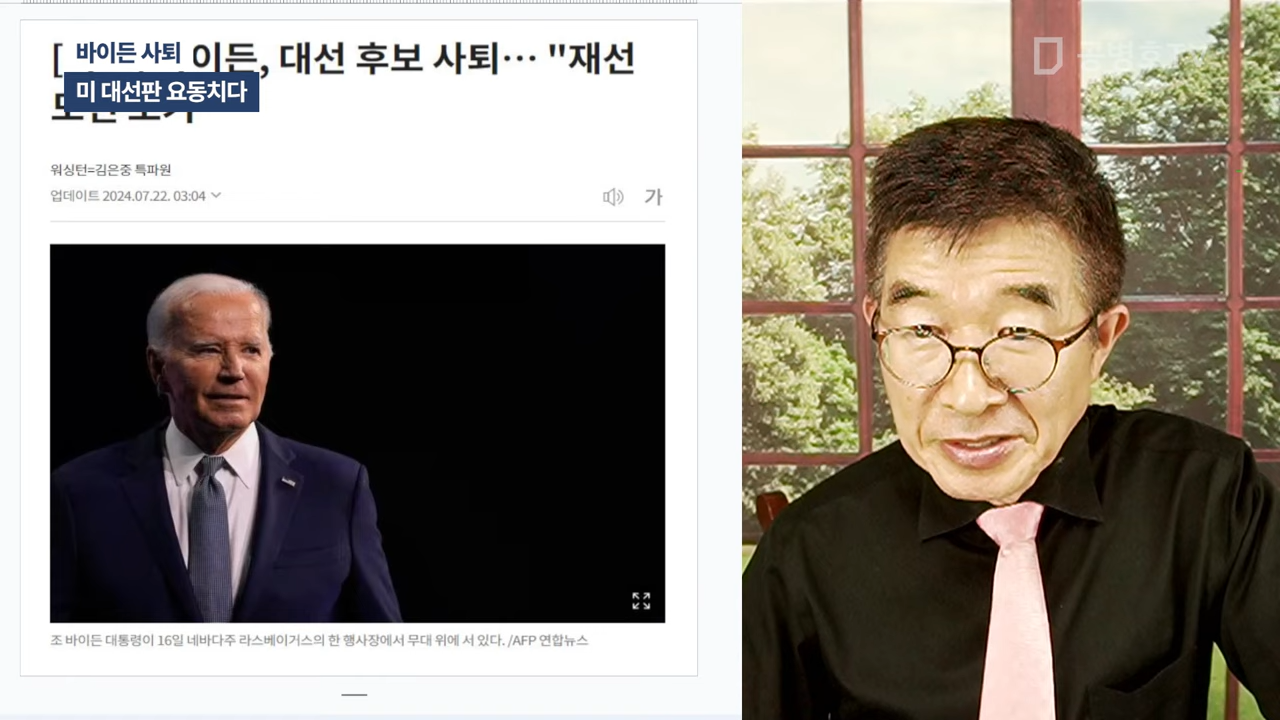 바이든 사퇴
미 대선판 요동치다
[ 이든, 대선 후보 사퇴… "재선
워싱턴=김은중 특파원
업데이트 2024.07.22. 03:04
가
조 바이든 대통령이 16일 네바다주 라스베이거스의 한 행사장에서 무대 위에 서 있다. /AFP 연합뉴스